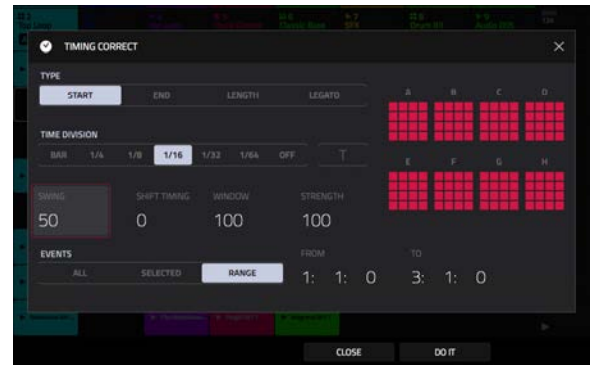 TIMING CORRECT
TYPE
START END LENGTH LEGATO
A B C D
TIME DIVISION
BAR 1/4 1/8 1/16 1/32 1/64 OFF T
E F G H
SWING SHIFT TIMING WINDOW STRENGTH
50 0 100 100
EVENTS FROM TO
ALL SELECTED RANGE 1: 1: 0 3: 1: 0
CLOSE DO IT